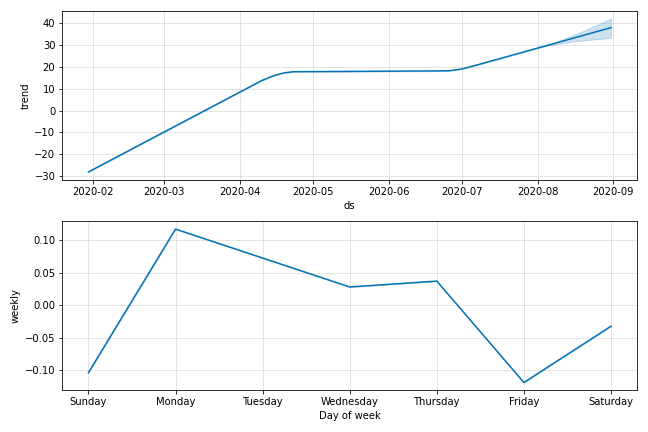 40
30
20
10
0
−10
−20
−30
trend
2020-02 2020-03 2020-04 2020-05 2020-06 2020-07 2020-08 2020-09
ds
0.10
0.05
0.00
−0.05
−0.10
weekly
Sunday Monday Tuesday Wednesday Thursday Friday Saturday
Day of week